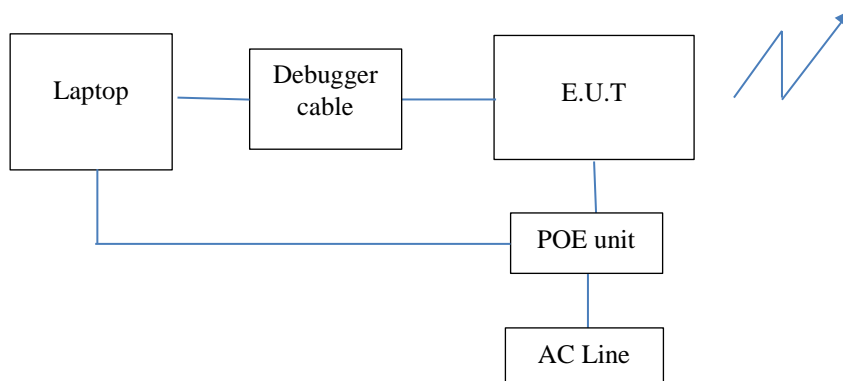 Laptop
Debugger
cable
E.U.T
POE unit
AC Line